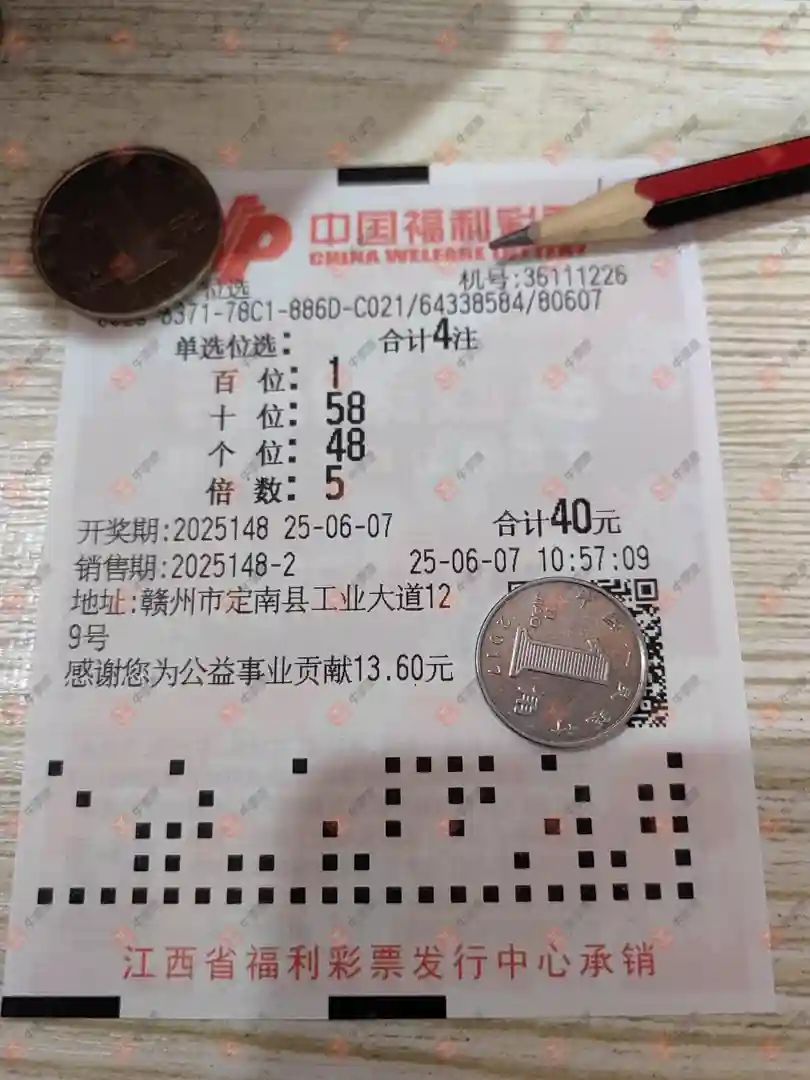 中国福利彩
CHINA WELFARE LOTTERY
位选 机号:36111226
8371-78C1-886D-C021/64338584/80607
单选位选: 合计4注
百 位: 1
十 位: 58
个 位: 48
倍 数: 5
开奖期:2025148 25-06-07 合计40元
销售期:2025148-2 25-06-07 10:57:09
地址:赣州市定南县工业大道12
9号
感谢您为公益事业贡献13.60元
江西省福利彩票发行中心承销